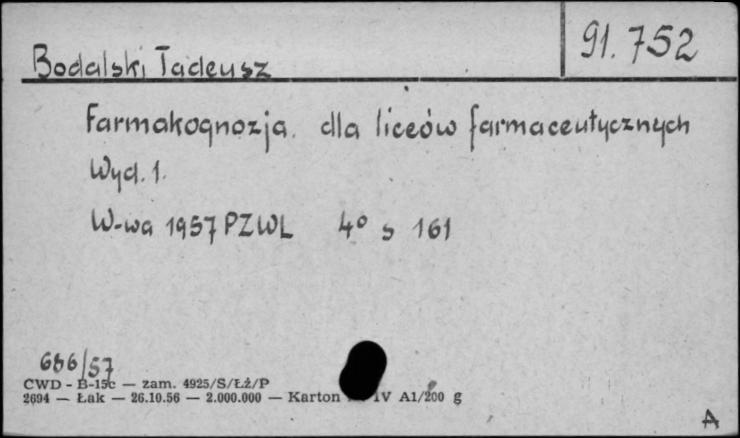 Bodalski Tadeusz
91.752
Farmakognozja. dla liceów farmaceutycznych
Wyd. 1.
W-wa 1957 PZWL 4° s 161
686/57
CWD - B-15c — zam. 4925/S/Łż/P
2694 — Łak — 26.10.56 — 2.000.000 — Karton IV A1/200 g
A